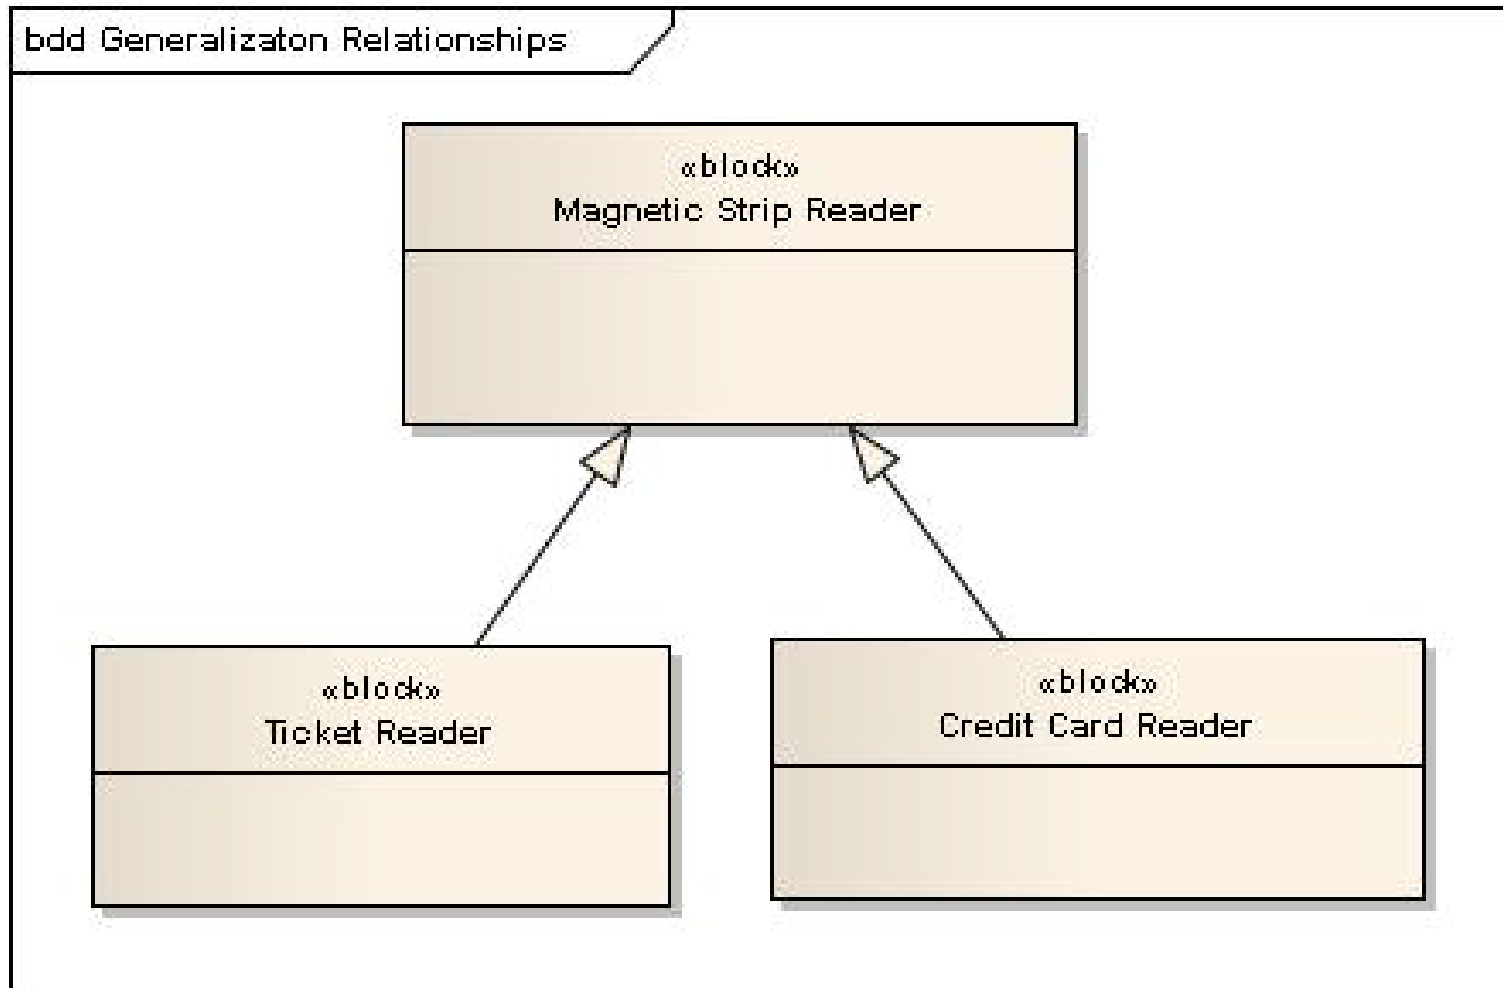 bdd Generalizaton Relationships
«block»
Magnetic Strip Reader
«block»
Ticket Reader
«block»
Credit Card Reader